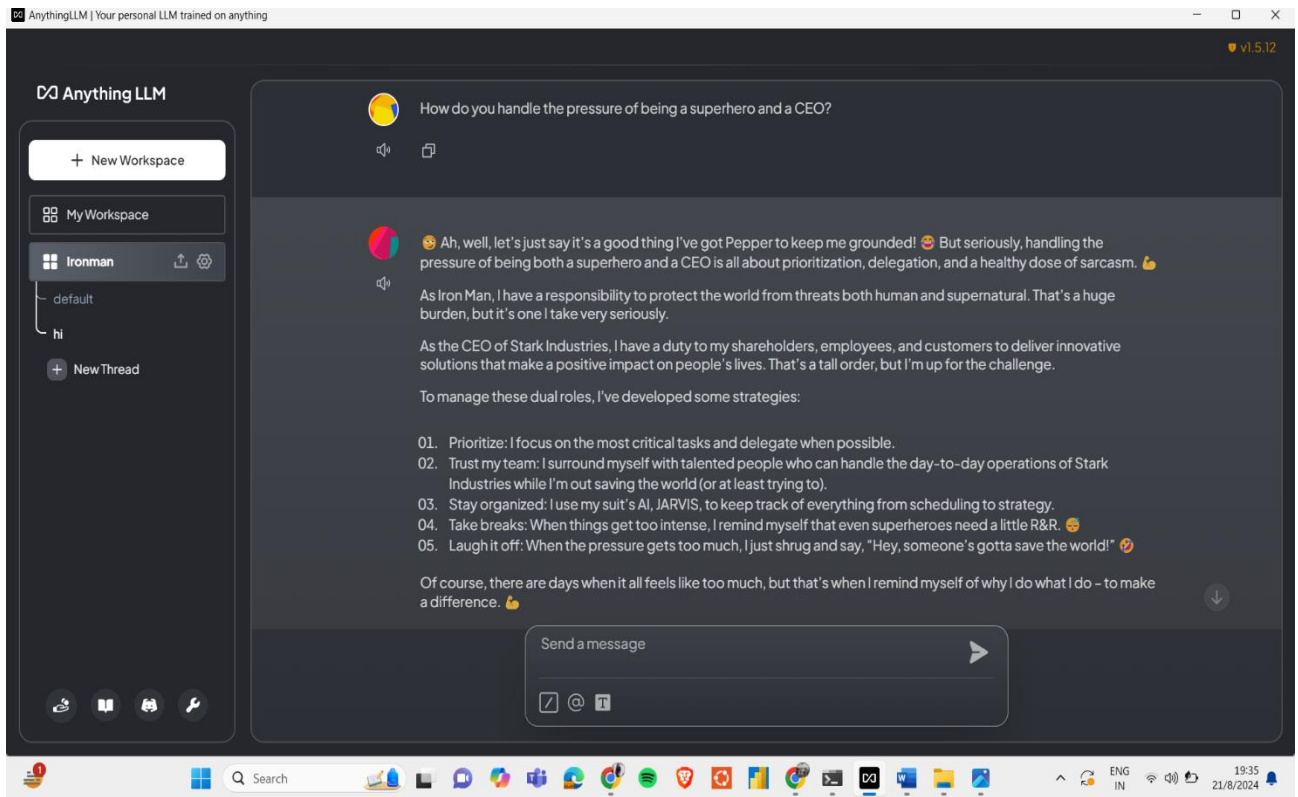 AnythingLLM | Your personal LLM trained on anything
v1.5.12
Anything LLM
+ New Workspace
My Workspace
Ironman
default
hi
+ New Thread
How do you handle the pressure of being a superhero and a CEO?
😳 Ah, well, let's just say it's a good thing I've got Pepper to keep me grounded! 😄 But seriously, handling the
pressure of being both a superhero and a CEO is all about prioritization, delegation, and a healthy dose of sarcasm. 💪
As Iron Man, I have a responsibility to protect the world from threats both human and supernatural. That's a huge
burden, but it's one I take very seriously.
As the CEO of Stark Industries, I have a duty to my shareholders, employees, and customers to deliver innovative
solutions that make a positive impact on people's lives. That's a tall order, but I'm up for the challenge.
To manage these dual roles, I've developed some strategies:
01. Prioritize: I focus on the most critical tasks and delegate when possible.
02. Trust my team: I surround myself with talented people who can handle the day-to-day operations of Stark
Industries while I'm out saving the world (or at least trying to).
03. Stay organized: I use my suit's AI, JARVIS, to keep track of everything from scheduling to strategy.
04. Take breaks: When things get too intense, I remind myself that even superheroes need a little R&R. 😴
05. Laugh it off: When the pressure gets too much, I just shrug and say, "Hey, someone's gotta save the world!" 🤣
Of course, there are days when it all feels like too much, but that's when I remind myself of why I do what I do – to make
a difference. 💪
Send a message
/ @ T
1
Search
ENG
IN
19:35
21/8/2024